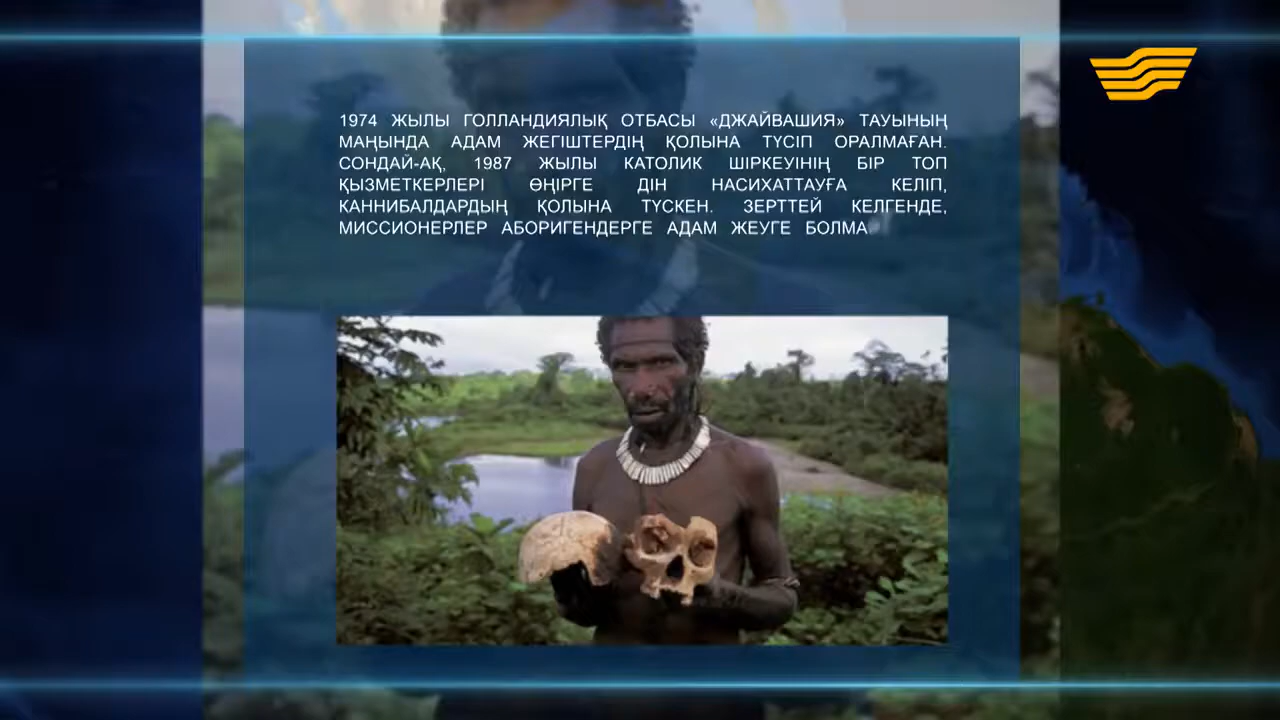 1974 ЖЫЛЫ ГОЛЛАНДИЯЛЫҚ ОТБАСЫ «ДЖАЙВАШИЯ» ТАУЫНЫҢ
МАҢЫНДА АДАМ ЖЕГІШТЕРДІҢ ҚОЛЫНА ТҮСІП ОРАЛМАҒАН.
СОНДАЙ-АҚ, 1987 ЖЫЛЫ КАТОЛИК ШІРКЕУІНІҢ БІР ТОП
ҚЫЗМЕТКЕРЛЕРІ ӨҢІРГЕ ДІН НАСИХАТТАУҒА КЕЛІП,
КАННИБАЛДАРДЫҢ ҚОЛЫНА ТҮСКЕН. ЗЕРТТЕЙ КЕЛГЕНДЕ,
МИССИОНЕРЛЕР АБОРИГЕНДЕРГЕ АДАМ ЖЕУГЕ БОЛМА